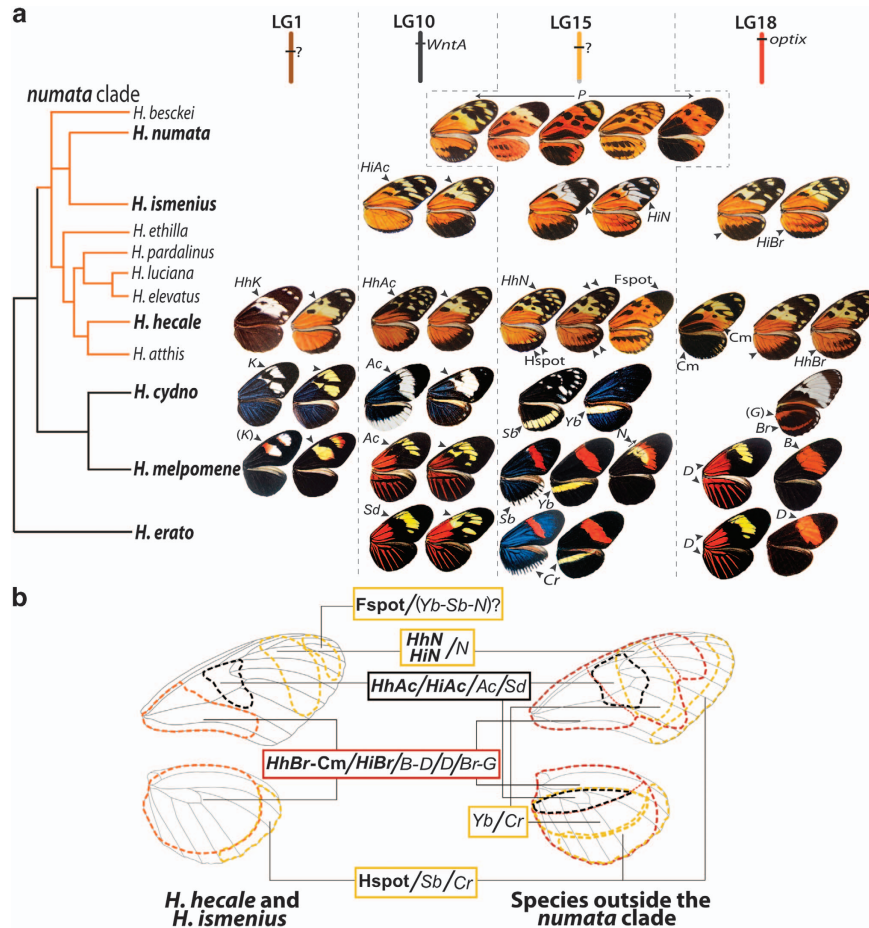 a
LG1
LG10
LG15
LG18
?
WntA
?
optix
numata clade
P
H. besckei
H. numata
HiAc
H. ismenius
HiN
HiBr
H. ethilla
H. pardalinus
H. luciana
H. elevatus
HhK
HhAc
HhN
Fspot
H. hecale
Cm
H. atthis
Hspot
Cm
HhBr
K
Ac
H. cydno
(G)
Sb
Yb
Br
(K)
Ac
N
B
H. melpomene
D
Sb
Yb
Sd
D
H. erato
D
Cr
b
Fspot/(Yb-Sb-N)?
HhN
HiN /N
HhAc/HiAc/Ac/Sd
HhBr-Cm/HiBr/B-D/D/Br-G
Yb/Cr
Hspot/Sb/Cr
H. hecale and
H. ismenius
Species outside the
numata clade